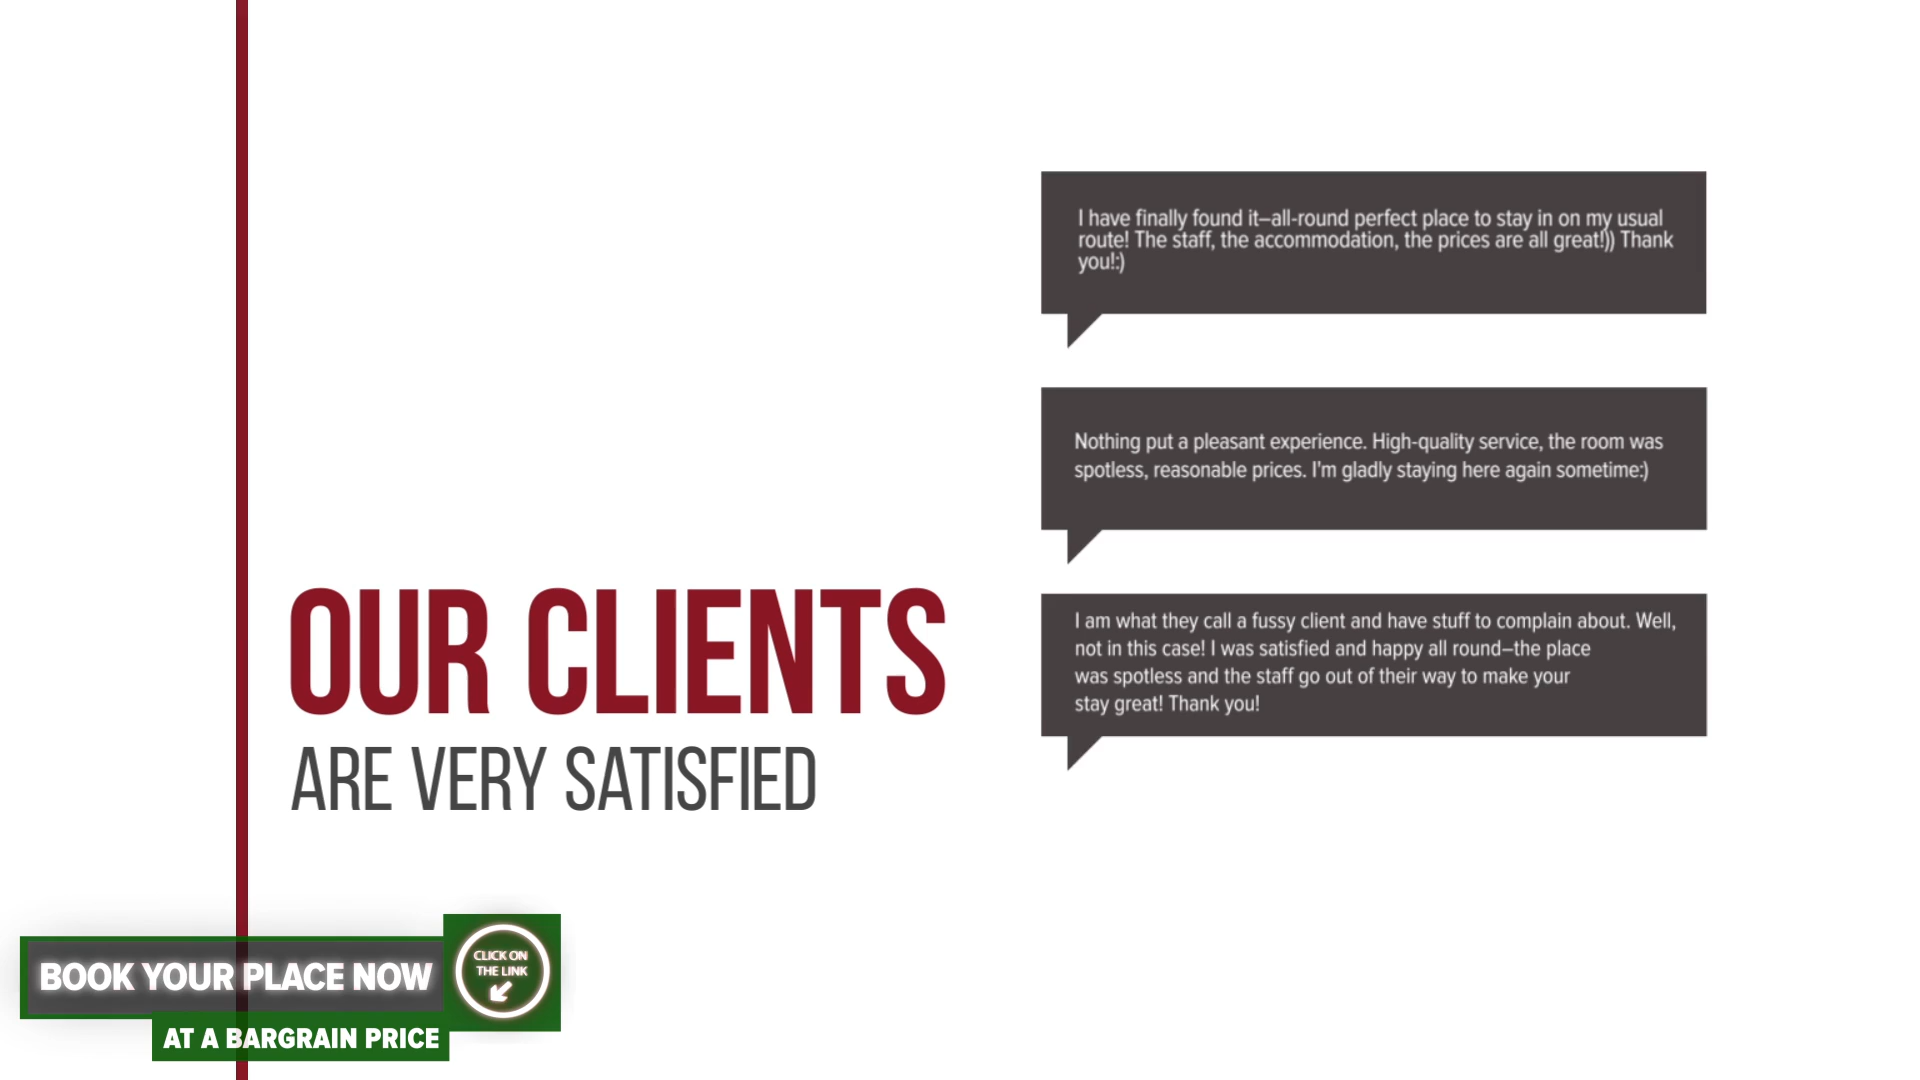 I have finally found it–all-round perfect place to stay in on my usual
route! The staff, the accommodation, the prices are all great!)) Thank
you!:)
Nothing put a pleasant experience. High-quality service, the room was
spotless, reasonable prices. I'm gladly staying here again sometime:)
I am what they call a fussy client and have stuff to complain about. Well,
not in this case! I was satisfied and happy all round–the place
was spotless and the staff go out of their way to make your
stay great! Thank you!
OUR CLIENTS
ARE VERY SATISFIED
BOOK YOUR PLACE NOW
CLICK ON
THE LINK
AT A BARGRAIN PRICE